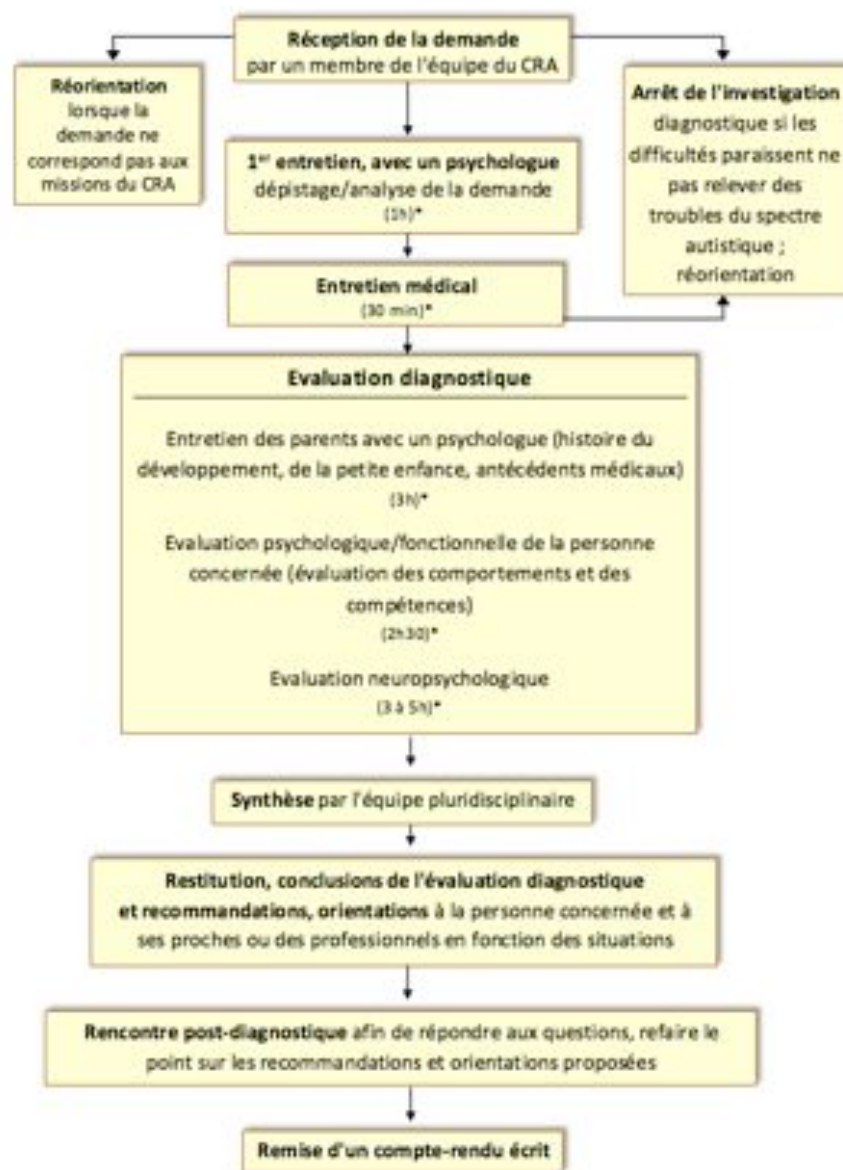 Réception de la demande
par un membre de l'équipe du CRA
Réorientation
lorsque la
demande ne
correspond pas aux
missions du CRA
Arrêt de l'investigation
diagnostique si les
difficultés paraissent ne
pas relever des
troubles du spectre
autistique ;
réorientation
1er entretien, avec un psychologue
dépistage/analyse de la demande
(1h)*
Entretien médical
(30 min)*
Evaluation diagnostique
Entretien des parents avec un psychologue (histoire du
développement, de la petite enfance, antécédents médicaux)
(3h)*
Evaluation psychologique/fonctionnelle de la personne
concernée (évaluation des comportements et des
compétences)
(2h30)*
Evaluation neuropsychologique
(3 à 5h)*
Synthèse par l'équipe pluridisciplinaire
Restitution, conclusions de l'évaluation diagnostique
et recommandations, orientations à la personne concernée et à
ses proches ou des professionnels en fonction des situations
Rencontre post-diagnostique afin de répondre aux questions, refaire le
point sur les recommandations et orientations proposées
Remise d'un compte-rendu écrit